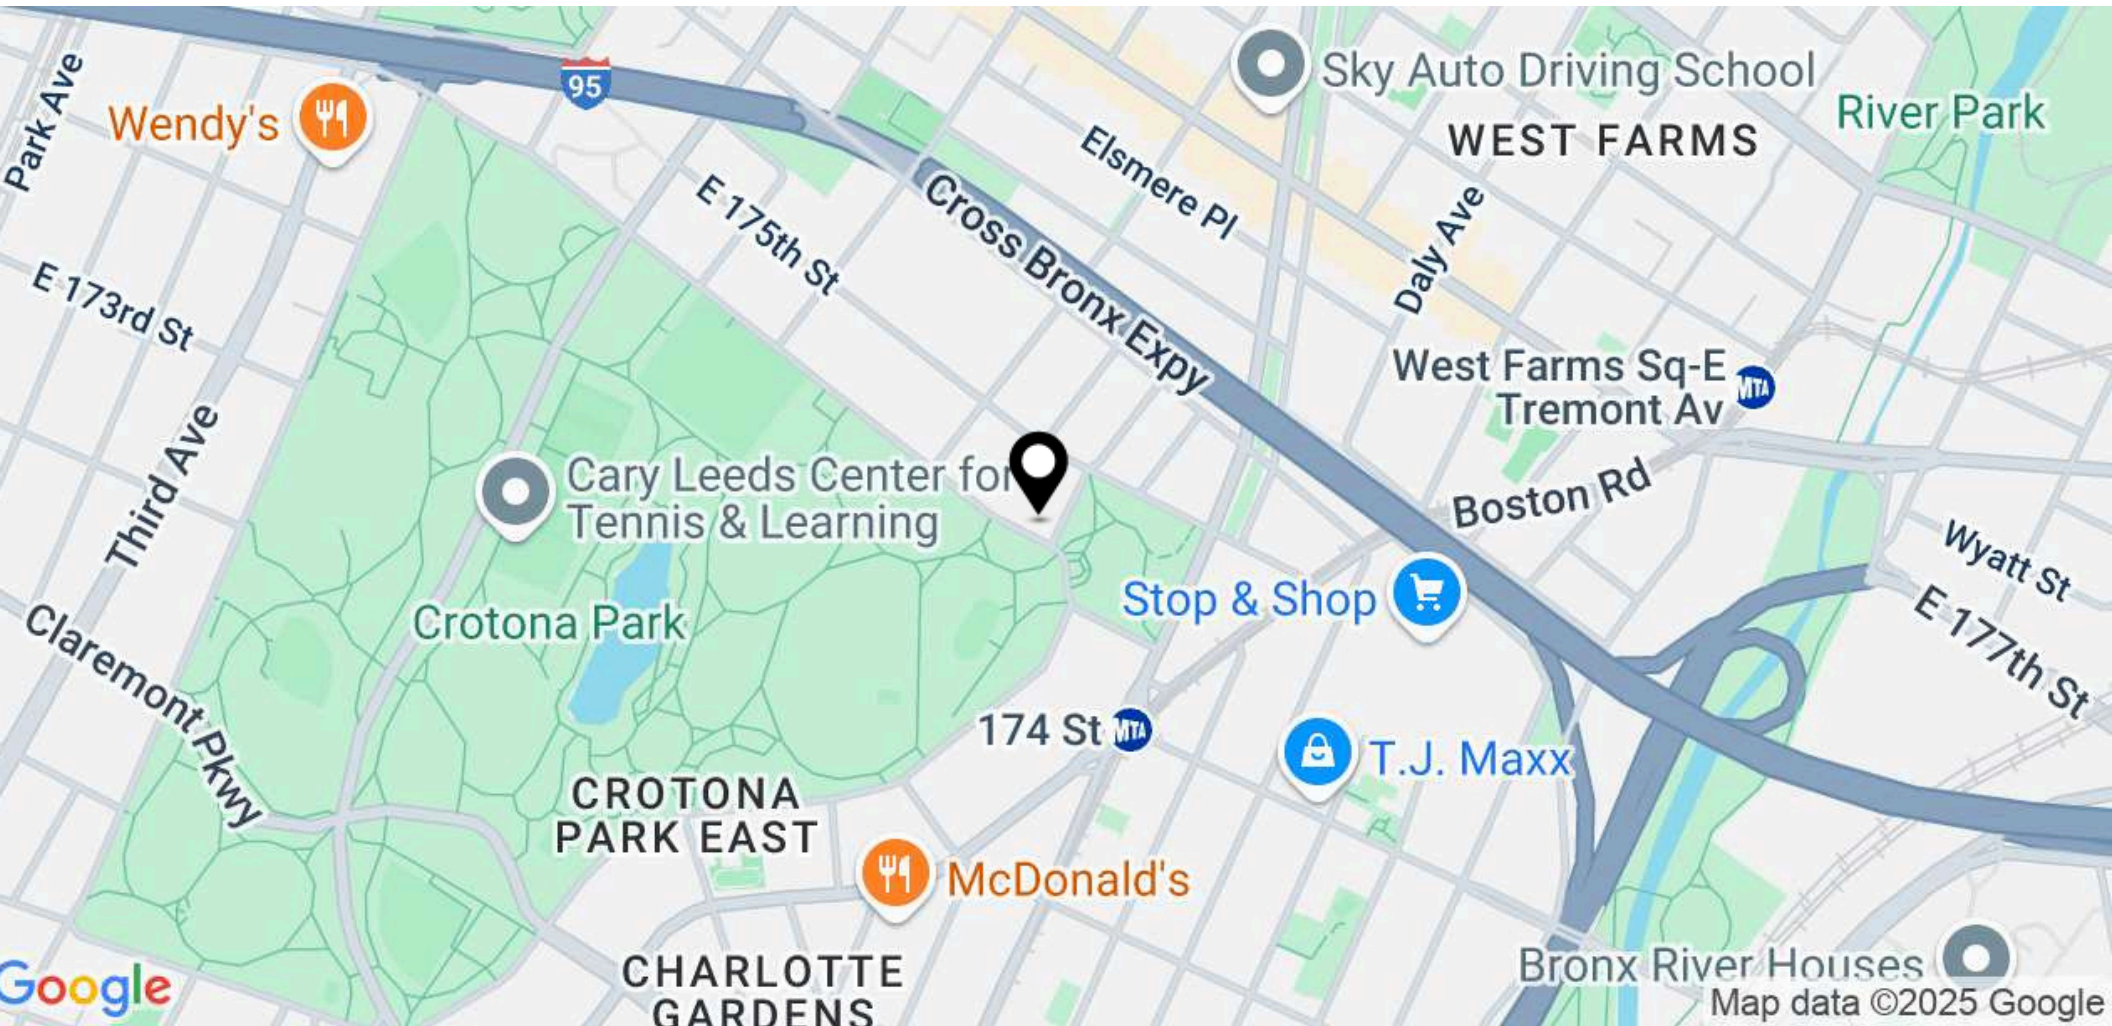 95
Sky Auto Driving School
Park Ave
Wendy's
River Park
WEST FARMS
Elsmere Pl
E 175th St
Cross Bronx Expy
Daly Ave
E 173rd St
West Farms Sq-E
Tremont Av
MTA
Third Ave
Cary Leeds Center for
Tennis & Learning
Boston Rd
Wyatt St
Stop & Shop
E 177th St
Crotona Park
Claremont Pkwy
174 St
MTA
T.J. Maxx
CROTONA
PARK EAST
McDonald's
CHARLOTTE
GARDENS
Bronx River Houses
Google
Map data ©2025 Google